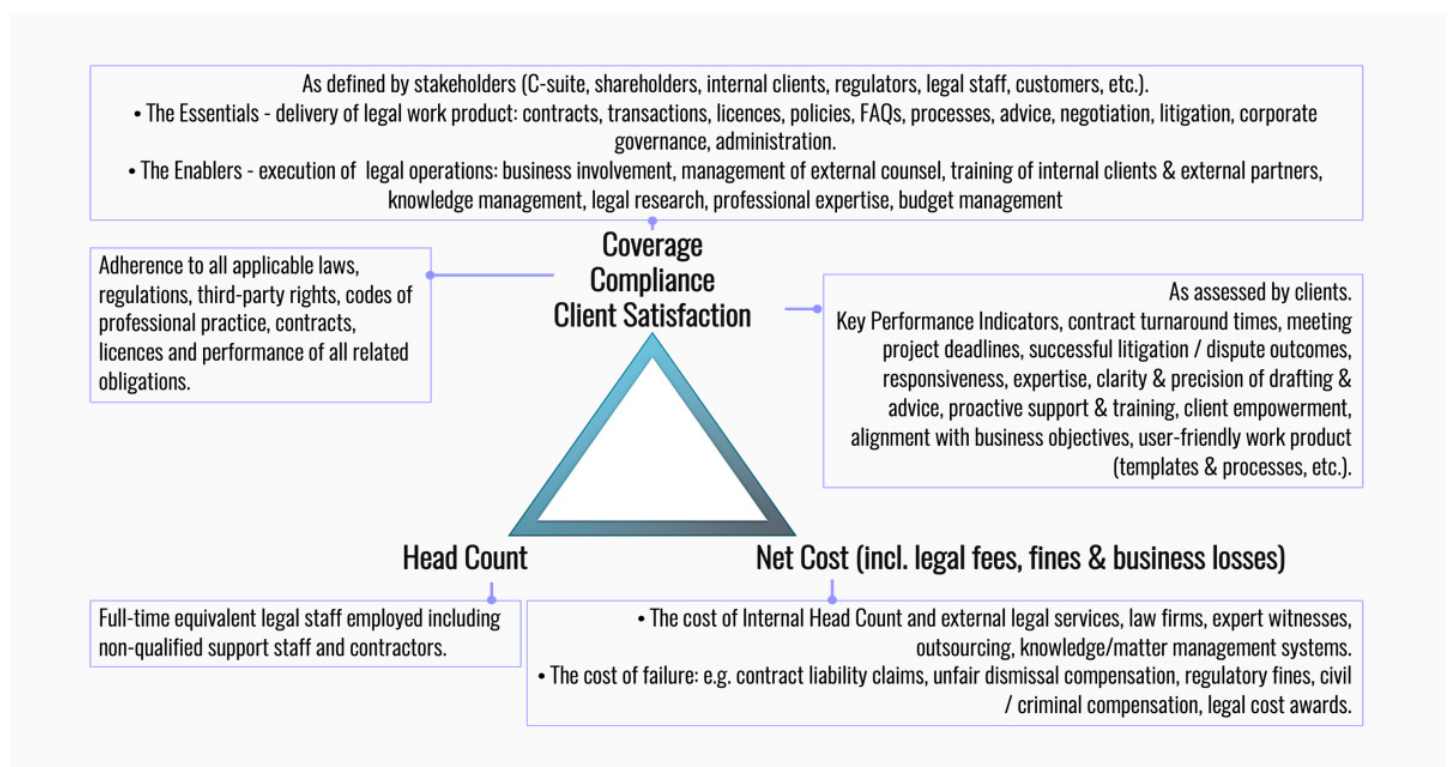 As defined by stakeholders (C-suite, shareholders, internal clients, regulators, legal staff, customers, etc.).
• The Essentials - delivery of legal work product: contracts, transactions, licences, policies, FAQs, processes, advice, negotiation, litigation, corporate
governance, administration.
• The Enablers - execution of legal operations: business involvement, management of external counsel, training of internal clients & external partners,
knowledge management, legal research, professional expertise, budget management
Coverage
Compliance
Client Satisfaction
Adherence to all applicable laws,
regulations, third-party rights, codes of
professional practice, contracts,
licences and performance of all related
obligations.
As assessed by clients.
Key Performance Indicators, contract turnaround times, meeting
project deadlines, successful litigation / dispute outcomes,
responsiveness, expertise, clarity & precision of drafting &
advice, proactive support & training, client empowerment,
alignment with business objectives, user-friendly work product
(templates & processes, etc.).
Head Count
Net Cost (incl. legal fees, fines & business losses)
Full-time equivalent legal staff employed including
non-qualified support staff and contractors.
• The cost of Internal Head Count and external legal services, law firms, expert witnesses,
outsourcing, knowledge/matter management systems.
• The cost of failure: e.g. contract liability claims, unfair dismissal compensation, regulatory fines, civil
/ criminal compensation, legal cost awards.